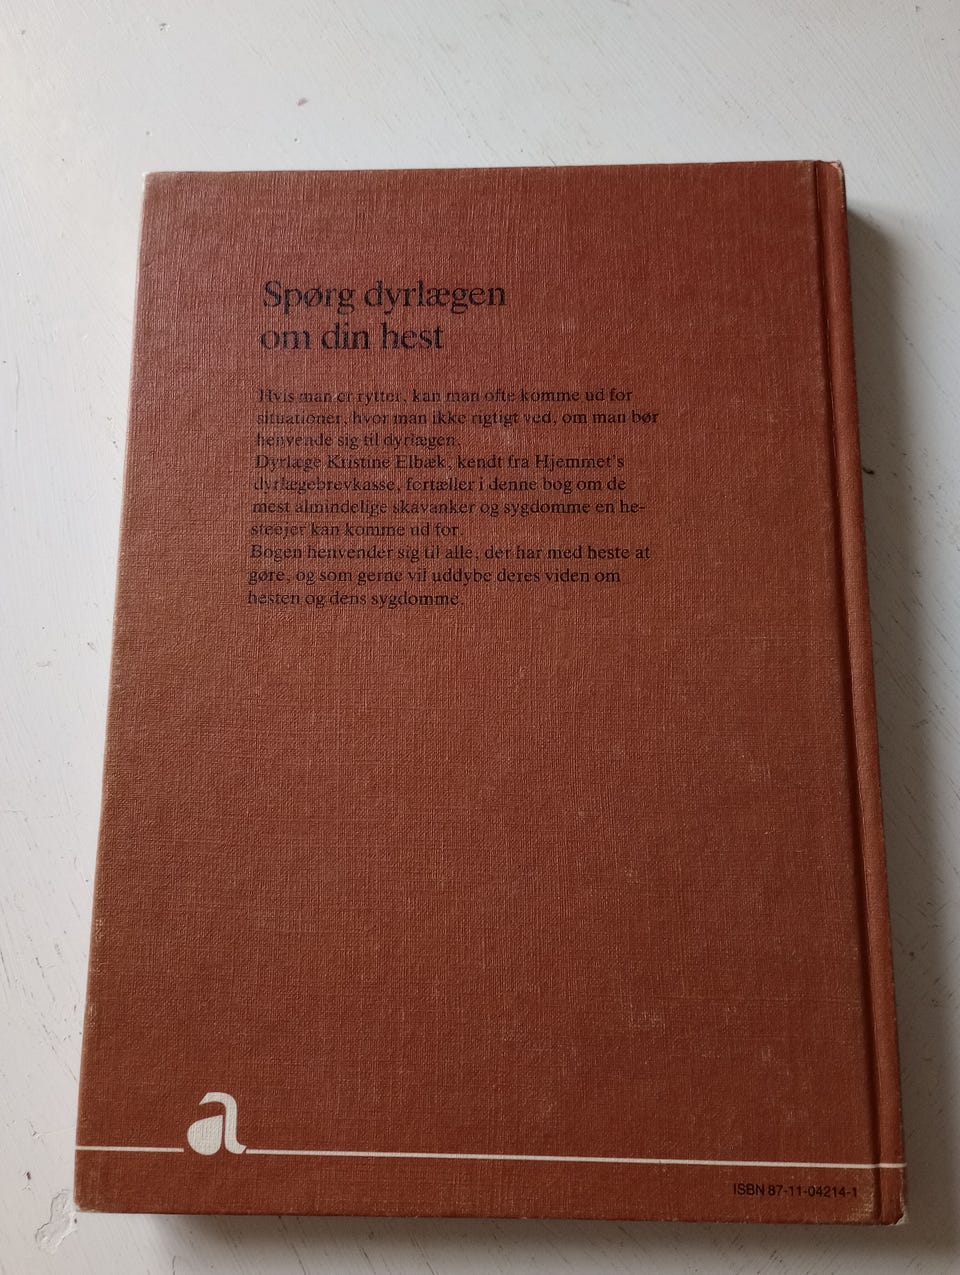 Spørg dyrlægen
om din hest
Hvis man er rytter, kan man ofte komme ud for
situationer, hvor man ikke rigtigt ved, om man bør
henvende sig til dyrlægen.
Dyrlæge Kristine Elbæk, kendt fra Hjemmet's
dyrlægebrevkasse, fortæller i denne bog om de
mest almindelige skavanker og sygdomme en he-
steejer kan komme ud for.
Bogen henvender sig til alle, der har med heste at
gøre, og som gerne vil uddybe deres viden om
hesten og dens sygdomme.
a
ISBN 87-11-04214-1